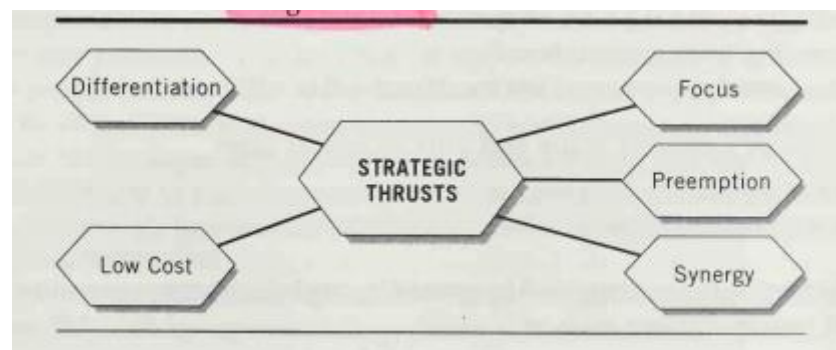 Differentiation
Focus
STRATEGIC
THRUSTS
Preemption
Low Cost
Synergy